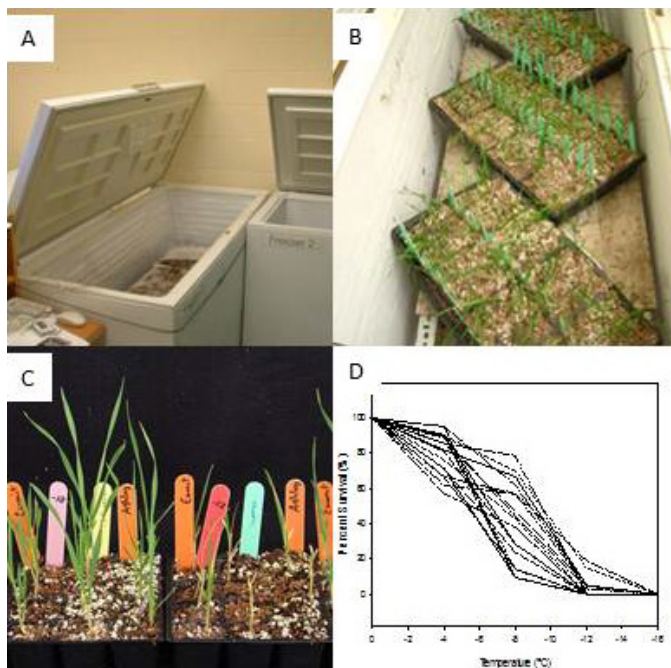 A
B
Freezer 2
C
Ashley
D
Percent Survival (%)
100
80
60
40
20
0
0 -2 -4 -6 -8 -10 -12 -14 -16
Temperature (°C)